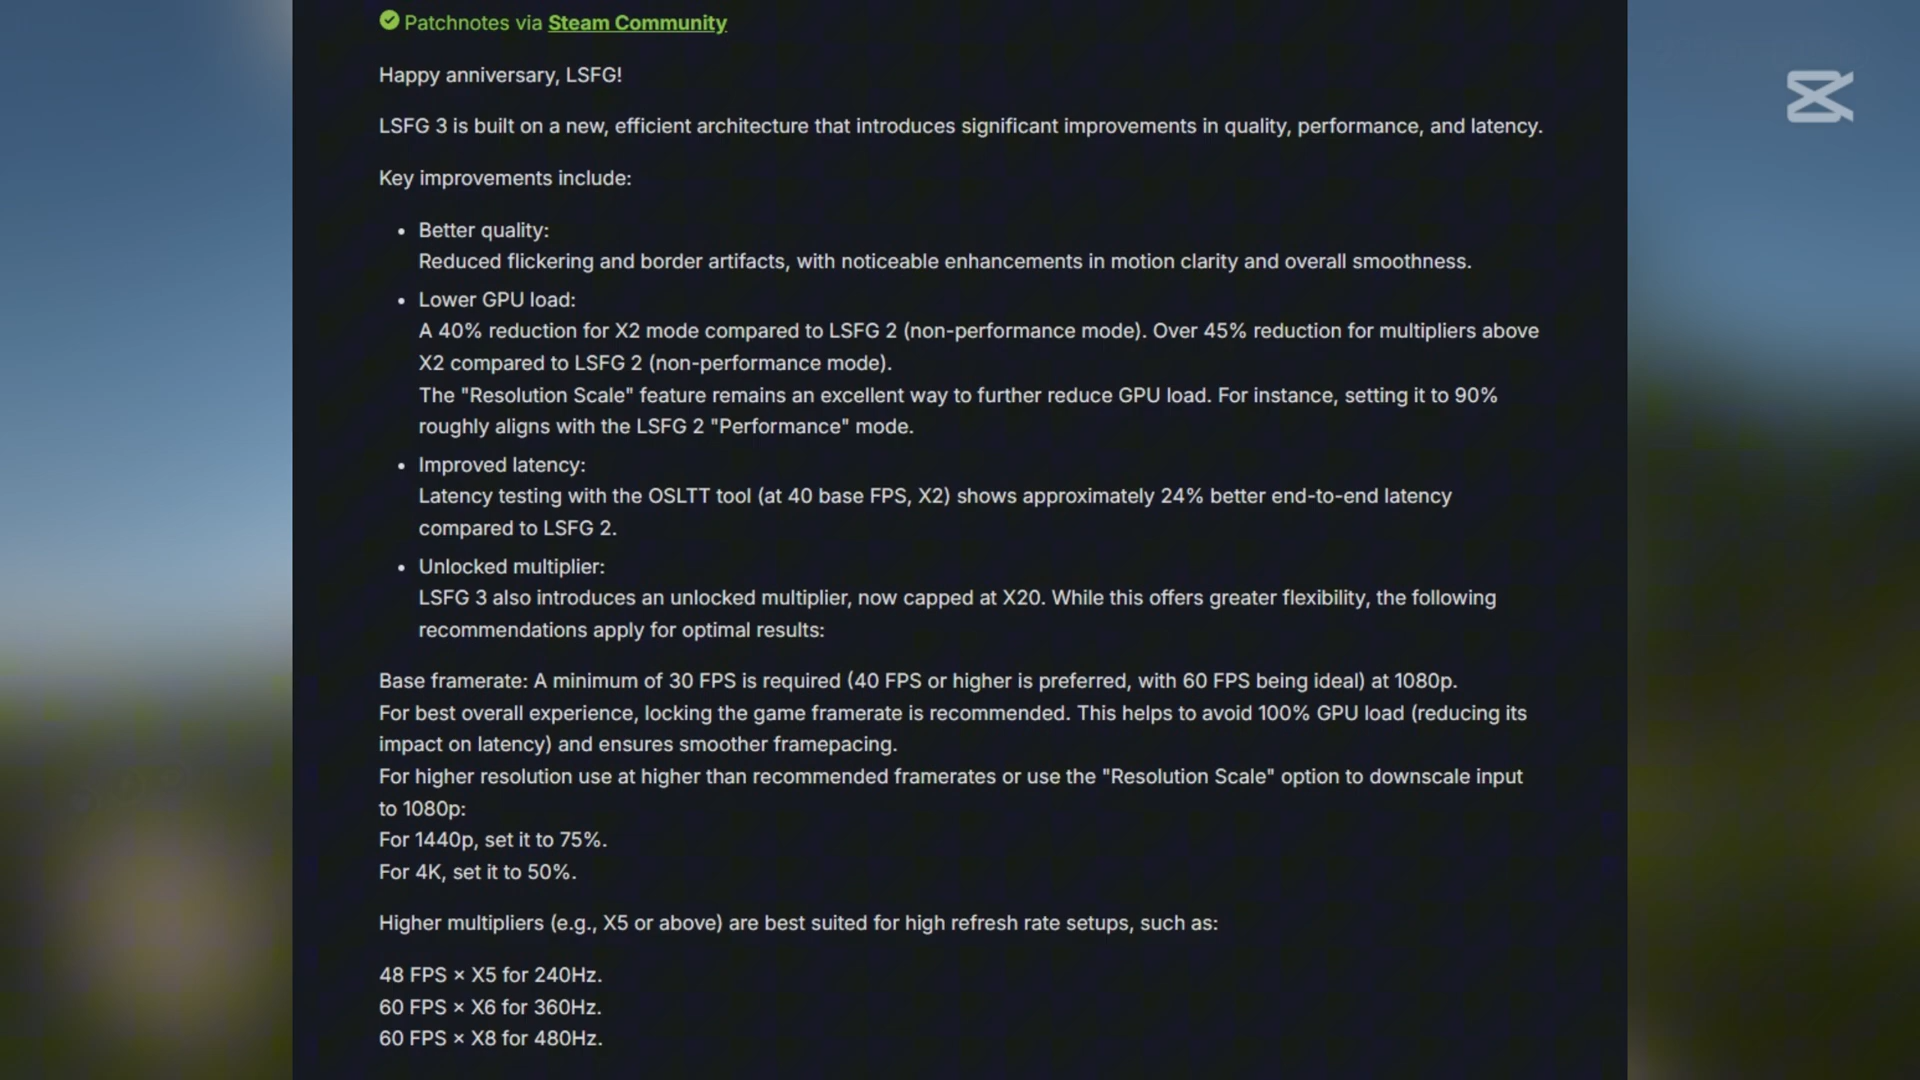 Patchnotes via Steam Community
Happy anniversary, LSFG!
LSFG 3 is built on a new, efficient architecture that introduces significant improvements in quality, performance, and latency.
Key improvements include:
• Better quality:
Reduced flickering and border artifacts, with noticeable enhancements in motion clarity and overall smoothness.
• Lower GPU load:
A 40% reduction for X2 mode compared to LSFG 2 (non-performance mode). Over 45% reduction for multipliers above
X2 compared to LSFG 2 (non-performance mode).
The "Resolution Scale" feature remains an excellent way to further reduce GPU load. For instance, setting it to 90%
roughly aligns with the LSFG 2 "Performance" mode.
• Improved latency:
Latency testing with the OSLTT tool (at 40 base FPS, X2) shows approximately 24% better end-to-end latency
compared to LSFG 2.
• Unlocked multiplier:
LSFG 3 also introduces an unlocked multiplier, now capped at X20. While this offers greater flexibility, the following
recommendations apply for optimal results:
Base framerate: A minimum of 30 FPS is required (40 FPS or higher is preferred, with 60 FPS being ideal) at 1080p.
For best overall experience, locking the game framerate is recommended. This helps to avoid 100% GPU load (reducing its
impact on latency) and ensures smoother framepacing.
For higher resolution use at higher than recommended framerates or use the "Resolution Scale" option to downscale input
to 1080p:
For 1440p, set it to 75%.
For 4K, set it to 50%.
Higher multipliers (e.g., X5 or above) are best suited for high refresh rate setups, such as:
48 FPS × X5 for 240Hz.
60 FPS × X6 for 360Hz.
60 FPS × X8 for 480Hz.